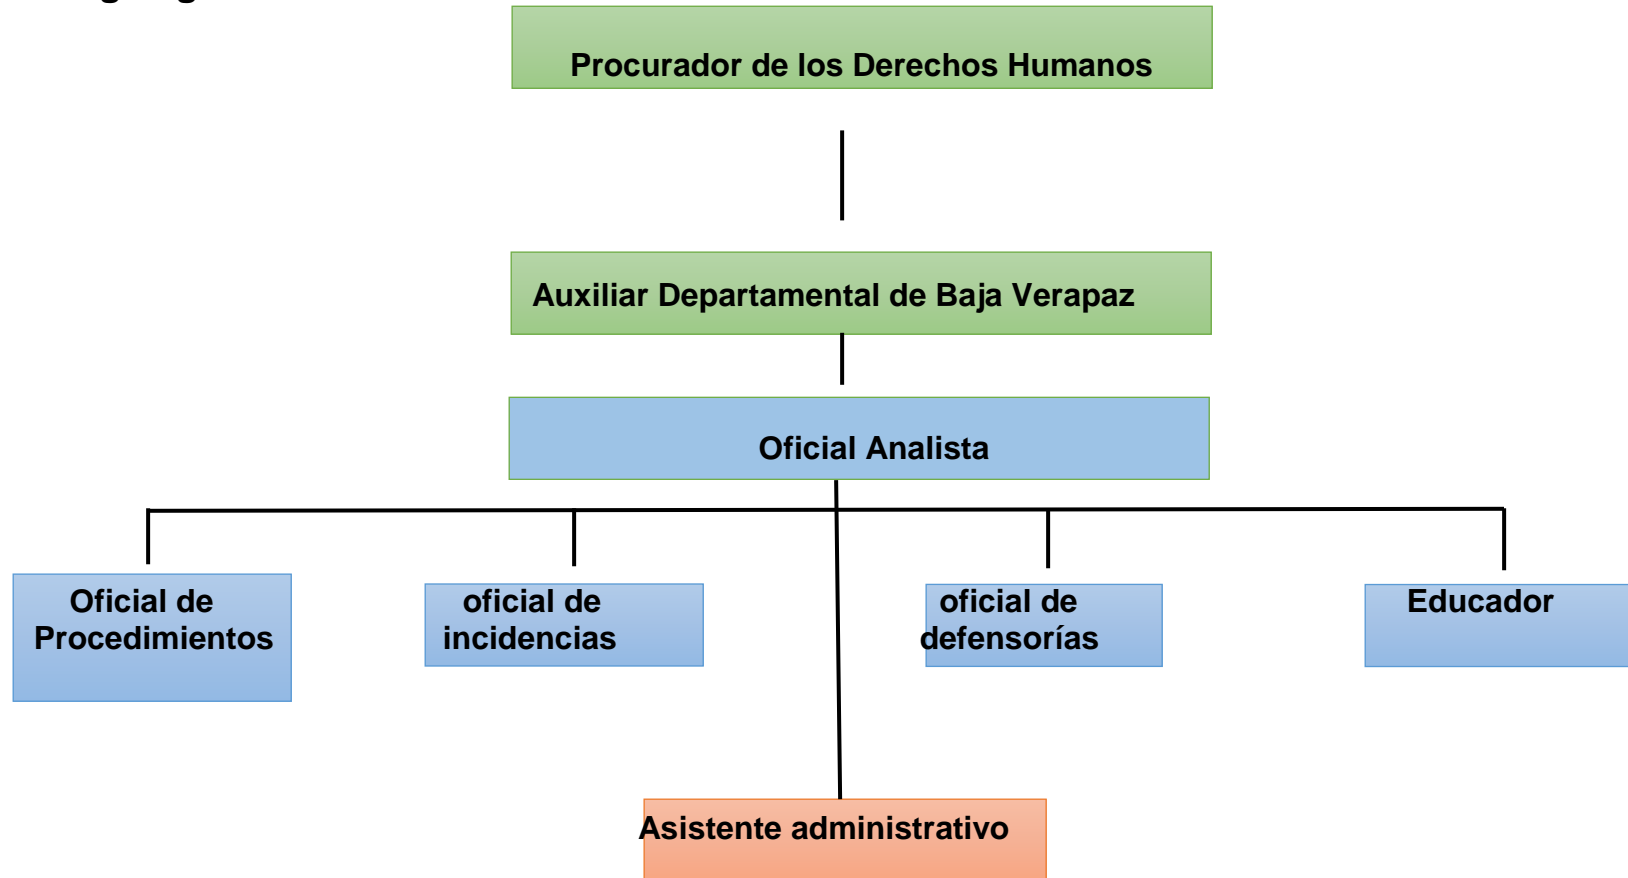 Procurador de los Derechos Humanos
Auxiliar Departamental de Baja Verapaz
Oficial Analista
Oficial de
Procedimientos
oficial de
incidencias
oficial de
defensorías
Educador
Asistente administrativo